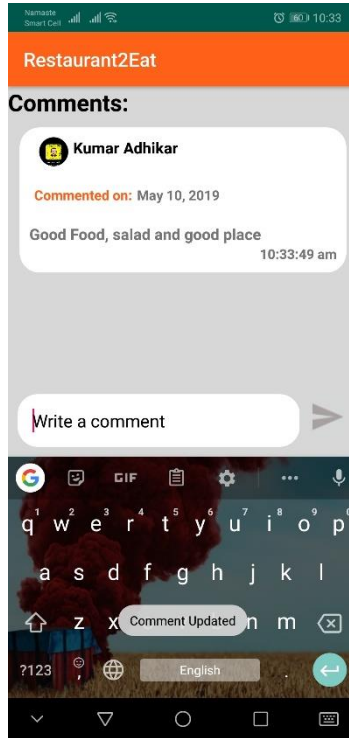 Namaste
Smart Cell
60 10:33
Restaurant2Eat
Comments:
Kumar Adhikar
Commented on: May 10, 2019
Good Food, salad and good place
10:33:49 am
Write a comment
G GIF
1 2 3 4 5 6 7 8 9 0
q w e r t y u i o p
a s d f g h j k l
z x n m
Comment Updated
?123 , English .